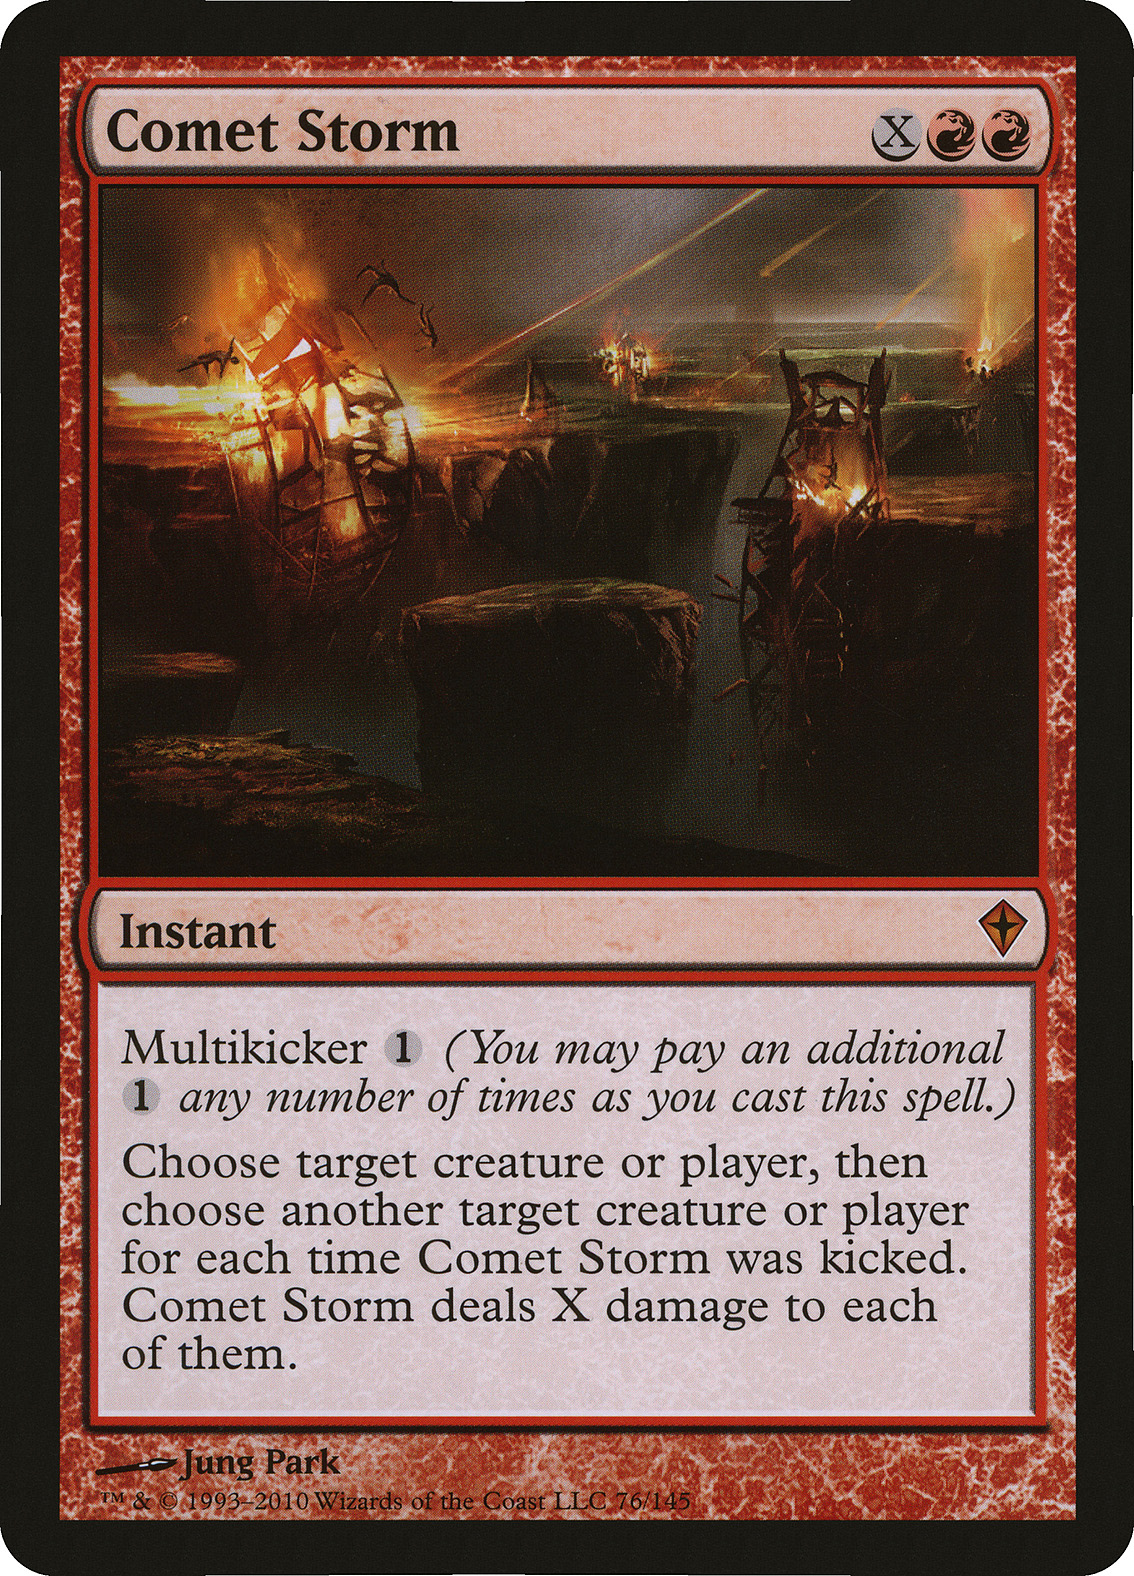 Comet Storm X
Instant
Multikicker 1 (You may pay an additional
1 any number of times as you cast this spell.)
Choose target creature or player, then
choose another target creature or player
for each time Comet Storm was kicked.
Comet Storm deals X damage to each
of them.
Jung Park
™ & © 1993–2010 Wizards of the Coast LLC 76/145